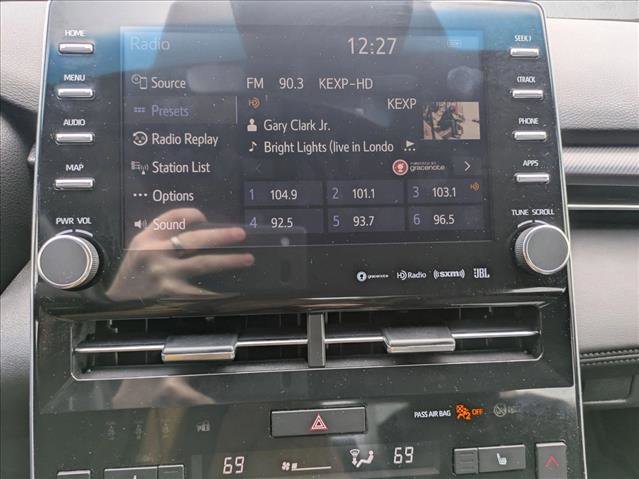 HOME
MENU
AUDIO
MAP
PWR VOL
Radio
12:27
Source
Presets
Radio Replay
Station List
Options
Sound
FM 90.3 KEXP-HD
KEXP
Gary Clark Jr.
Bright Lights (live in Londo ...
POWERED BY
gracenote
1 104.9 2 101.1 3 103.1
4 92.5 5 93.7 6 96.5
SEEK
TRACK
PHONE
APPS
TUNE SCROLL
gracenote HD Radio ((sxm)) JBL
PASS AIR BAG 2 OFF
69 69